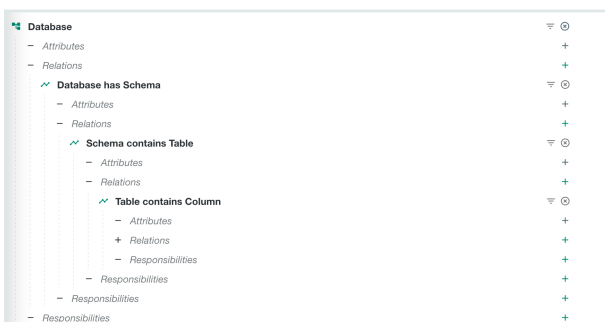 Database
Attributes
Relations
Database has Schema
Attributes
Relations
Schema contains Table
Attributes
Relations
Table contains Column
Attributes
Relations
Responsibilities
Responsibilities
Responsibilities
Responsibilities